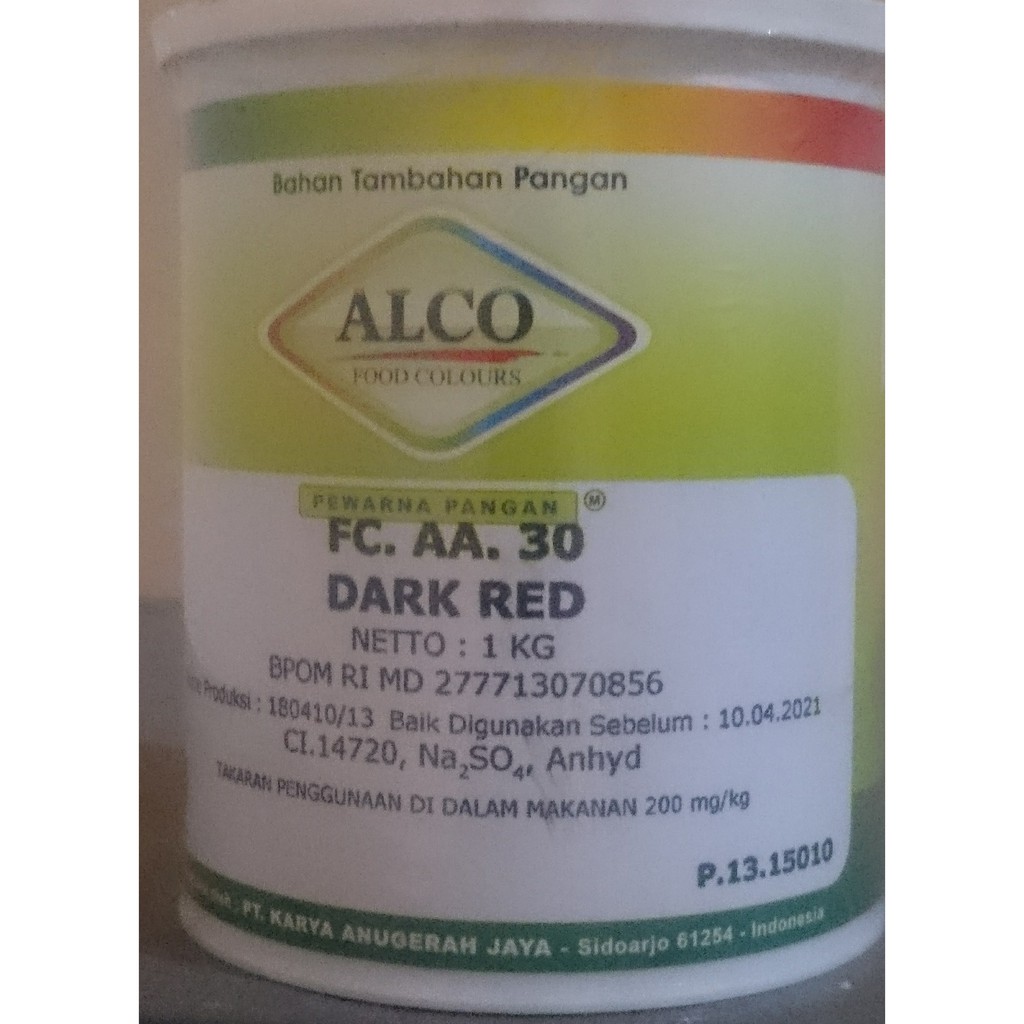 Bahan Tambahan Pangan
ALCO
FOOD COLOURS
PEWARNA PANGAN M
FC. AA. 30
DARK RED
NETTO : 1 KG
BPOM RI MD 277713070856
Produksi : 180410/13 Baik Digunakan Sebelum : 10.04.2021
CI.14720, Na₂SO₄, Anhyd
TAKARAN PENGGUNAAN DI DALAM MAKANAN 200 mg/kg
P.13.15010
PT. KARYA ANUGERAH JAYA - Sidoarjo 61254 - Indonesia